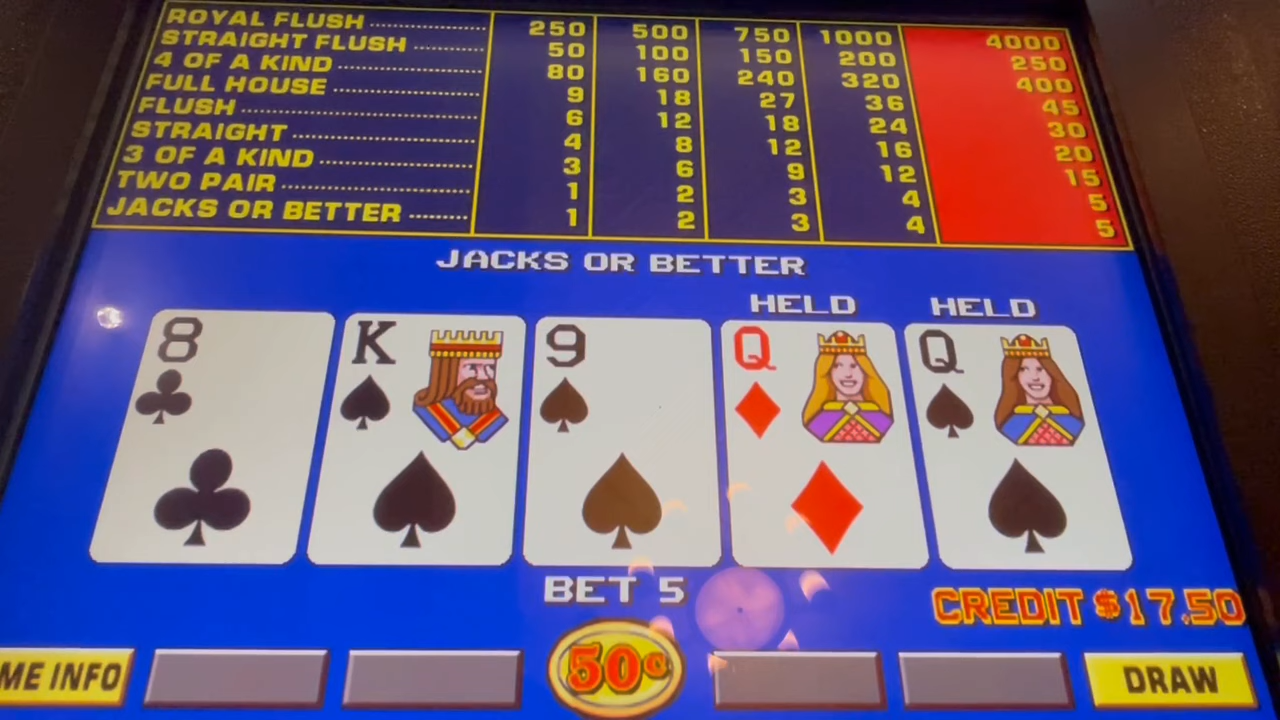 ROYAL FLUSH 250 500 750 1000 4000
STRAIGHT FLUSH 50 100 150 200 250
4 OF A KIND 80 160 240 320 400
FULL HOUSE 9 18 27 36 45
FLUSH 6 12 18 24 30
STRAIGHT 4 8 12 16 20
3 OF A KIND 3 6 9 12 15
TWO PAIR 1 2 3 4 5
JACKS OR BETTER 1 2 3 4 5
JACKS OR BETTER
HELD HELD
8 K 9 Q Q
BET 5 CREDIT $17.50
ME INFO 50¢ DRAW